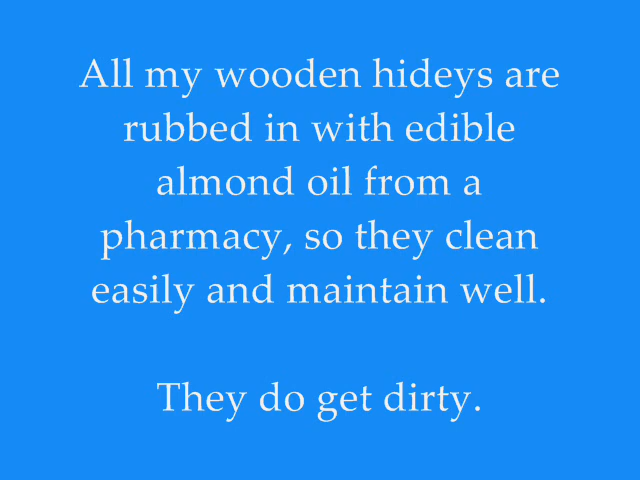 All my wooden hideys are
rubbed in with edible
almond oil from a
pharmacy, so they clean
easily and maintain well.
They do get dirty.